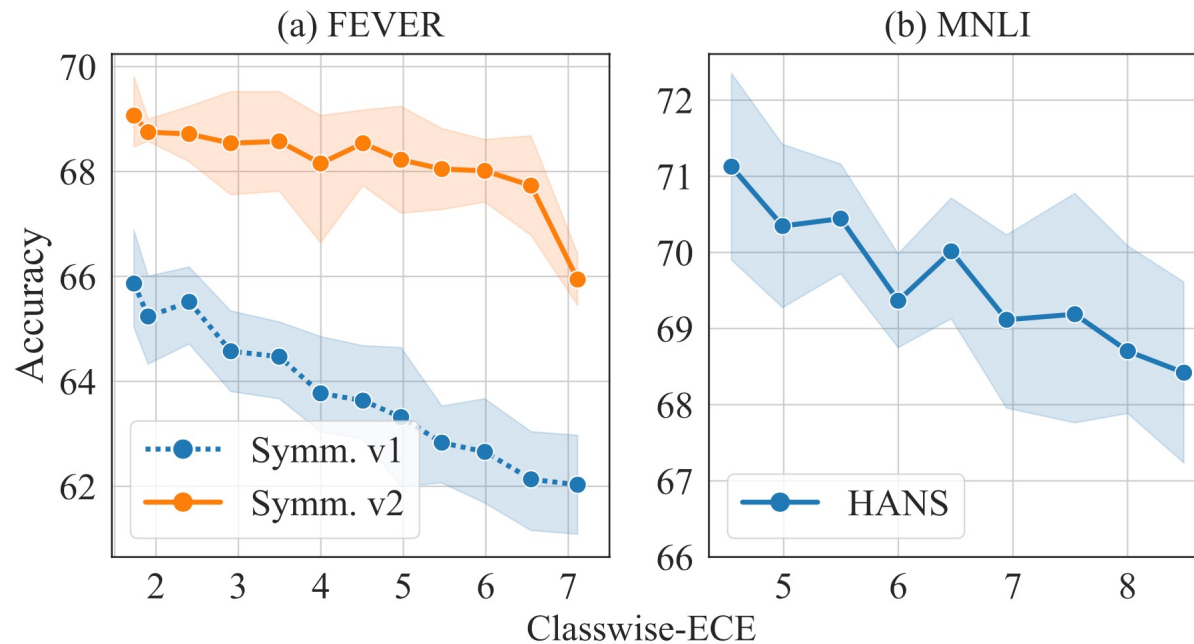 (a) FEVER
(b) MNLI
Accuracy
70
68
66
64
62
Symm. v1
Symm. v2
2 3 4 5 6 7
72
71
70
69
68
67
66
HANS
5 6 7 8
Classwise-ECE